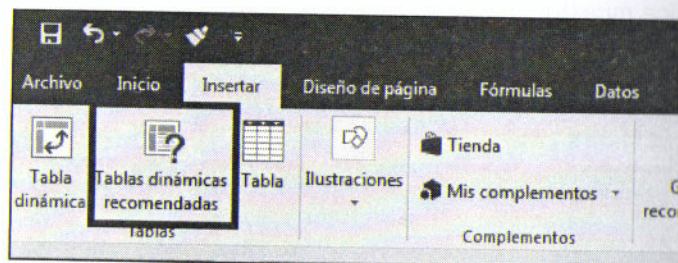 Archivo Inicio Insertar Diseño de página Fórmulas Datos
Tabla dinámica
Tablas dinámicas recomendadas
Tabla
Ilustraciones
Tienda
Mis complementos
Tablas
Complementos